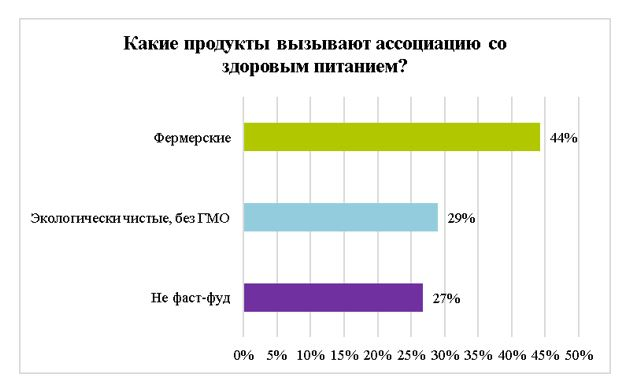 Какие продукты вызывают ассоциацию со
здоровым питанием?
Фермерские
44%
Экологически чистые, без ГМО
29%
Не фаст-фуд
27%
0% 5% 10% 15% 20% 25% 30% 35% 40% 45% 50%